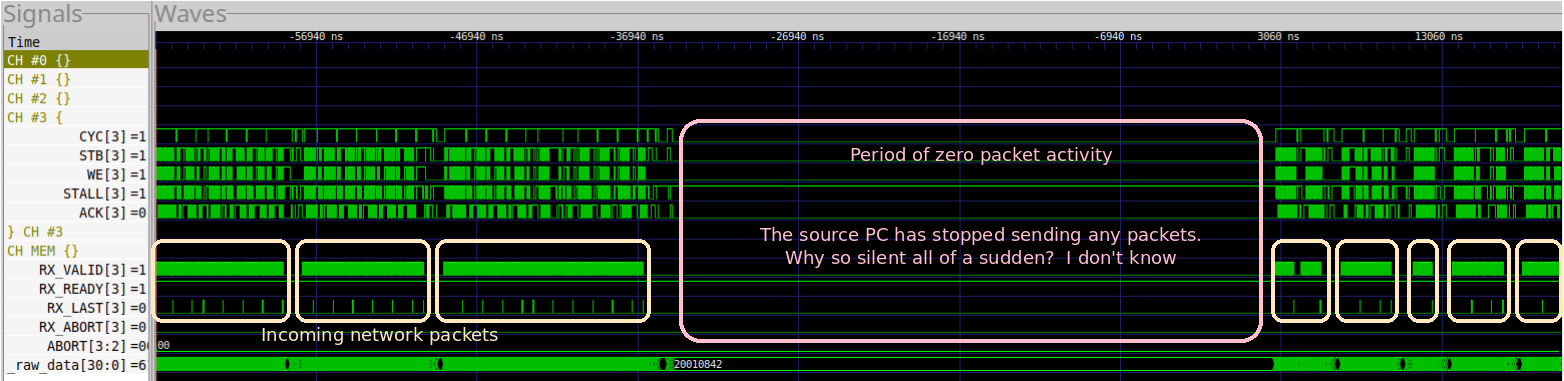 Signals
Waves
Time
-56940 ns
-46940 ns
-36940 ns
-26940 ns
-16940 ns
-6940 ns
3060 ns
13060 ns
CH #0 {}
CH #1 {}
CH #2 {}
CH #3 {
CYC[3] =1
STB[3] =1
WE[3] =1
STALL[3] =1
ACK[3] =0
} CH #3
CH MEM {}
RX_VALID[3] =1
RX_READY[3] =1
RX_LAST[3] =0
RX_ABORT[3] =0
ABORT[3:2] =00
00
_raw_data[30:0] =6
20010842
Period of zero packet activity
The source PC has stopped sending any packets.
Why so silent all of a sudden? I don't know
Incoming network packets